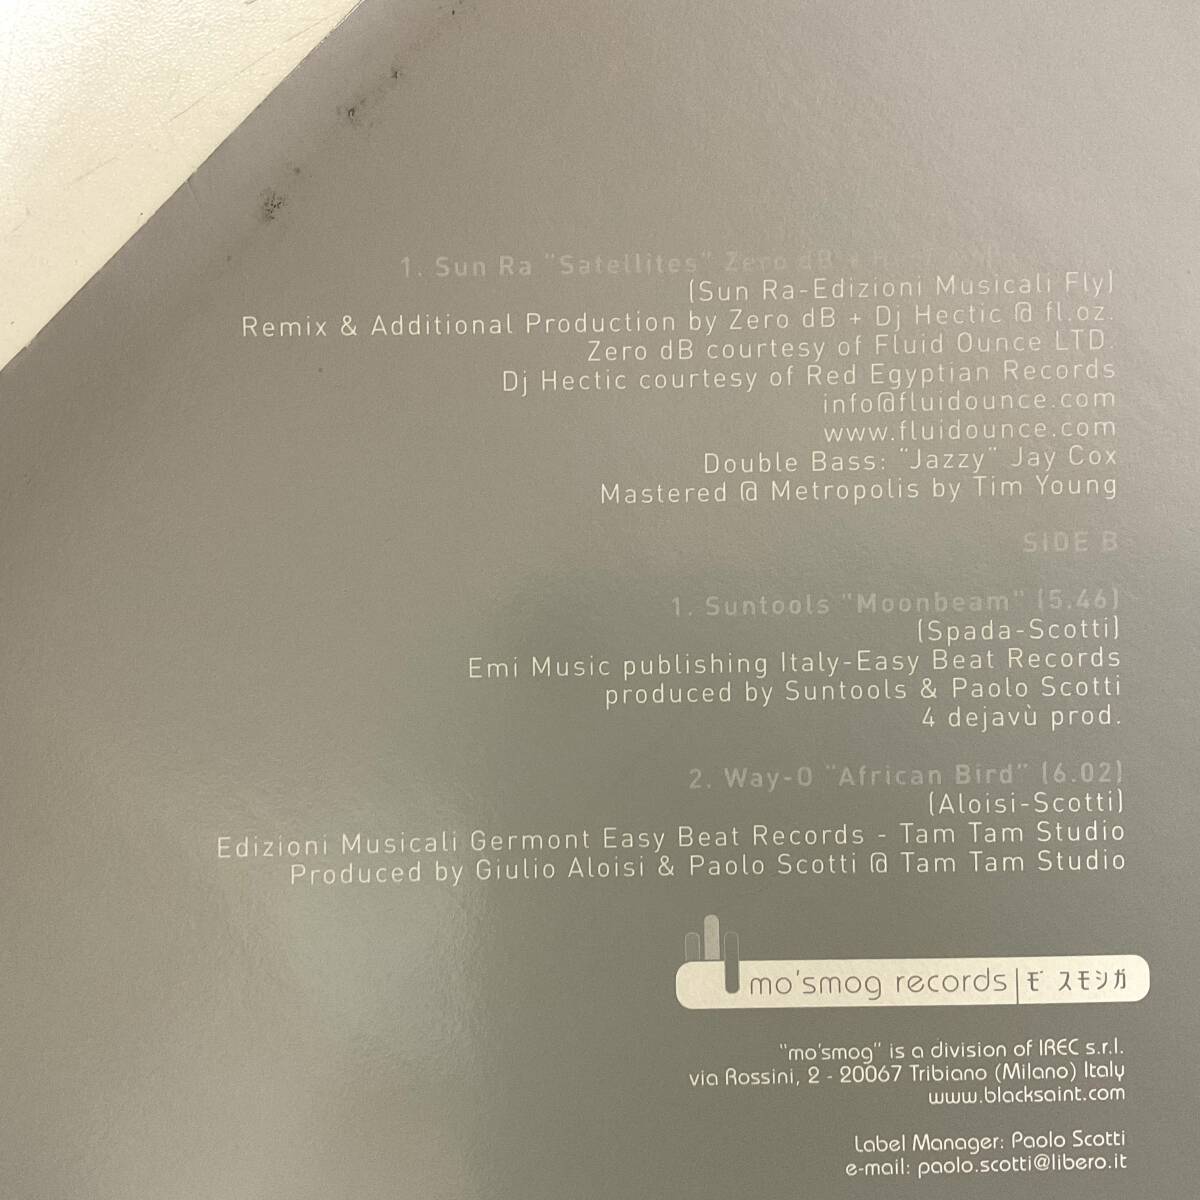 1. Sun Ra "Satellites" Zero dB
(Sun Ra-Edizioni Musicali Fly)
Remix & Additional Production by Zero dB + Dj Hectic @ fl.oz.
Zero dB courtesy of Fluid Ounce LTD.
Dj Hectic courtesy of Red Egyptian Records
info@fluidounce.com
www.fluidounce.com
Double Bass: "Jazzy" Jay Cox
Mastered @ Metropolis by Tim Young
SIDE B
1. Suntools "Moonbeam" (5.46)
(Spada-Scotti)
Emi Music publishing Italy-Easy Beat Records
produced by Suntools & Paolo Scotti
4 dejavù prod.
2. Way-O "African Bird" (6.02)
(Aloisi-Scotti)
Edizioni Musicali Germont Easy Beat Records - Tam Tam Studio
Produced by Giulio Aloisi & Paolo Scotti @ Tam Tam Studio
mo'smog records | モ スモシガ
"mo'smog" is a division of IREC s.r.l.
via Rossini, 2 - 20067 Tribiano (Milano) Italy
www.blacksaint.com
Label Manager: Paolo Scotti
e-mail: paolo.scotti@libero.it